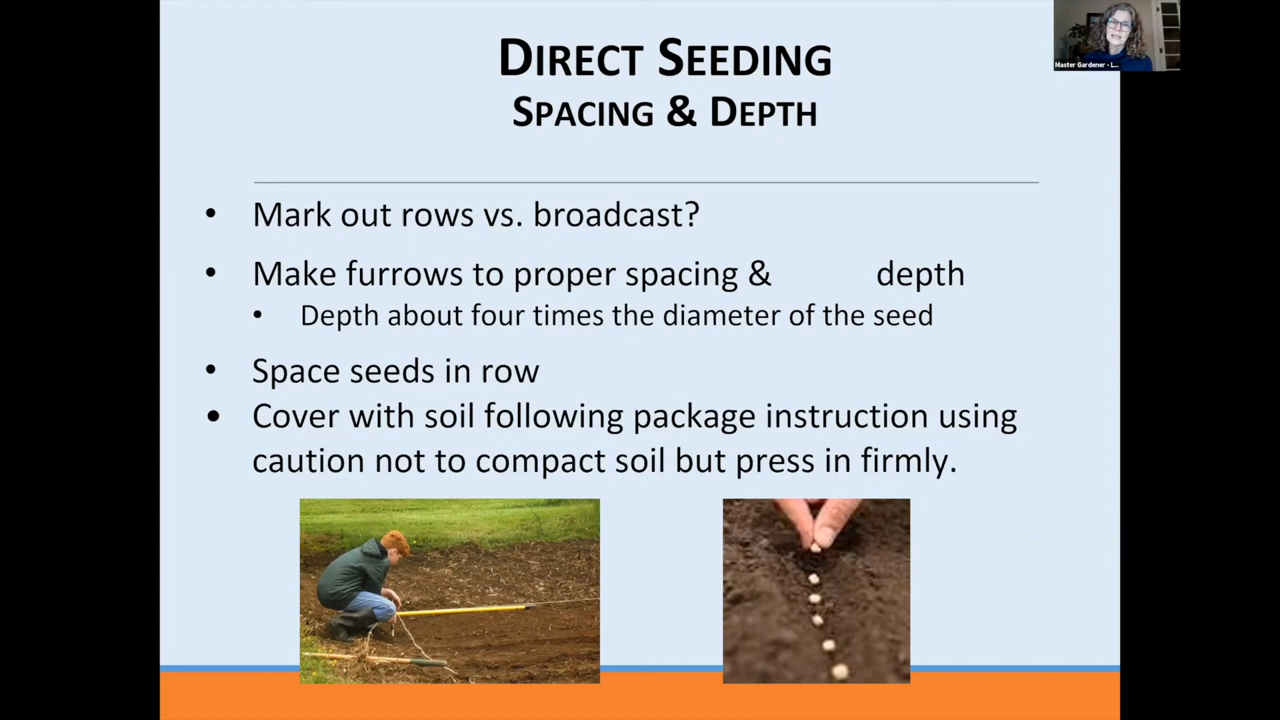 DIRECT SEEDING
SPACING & DEPTH
• Mark out rows vs. broadcast?
• Make furrows to proper spacing & depth
• Depth about four times the diameter of the seed
• Space seeds in row
• Cover with soil following package instruction using
caution not to compact soil but press in firmly.
Master Gardener - L...